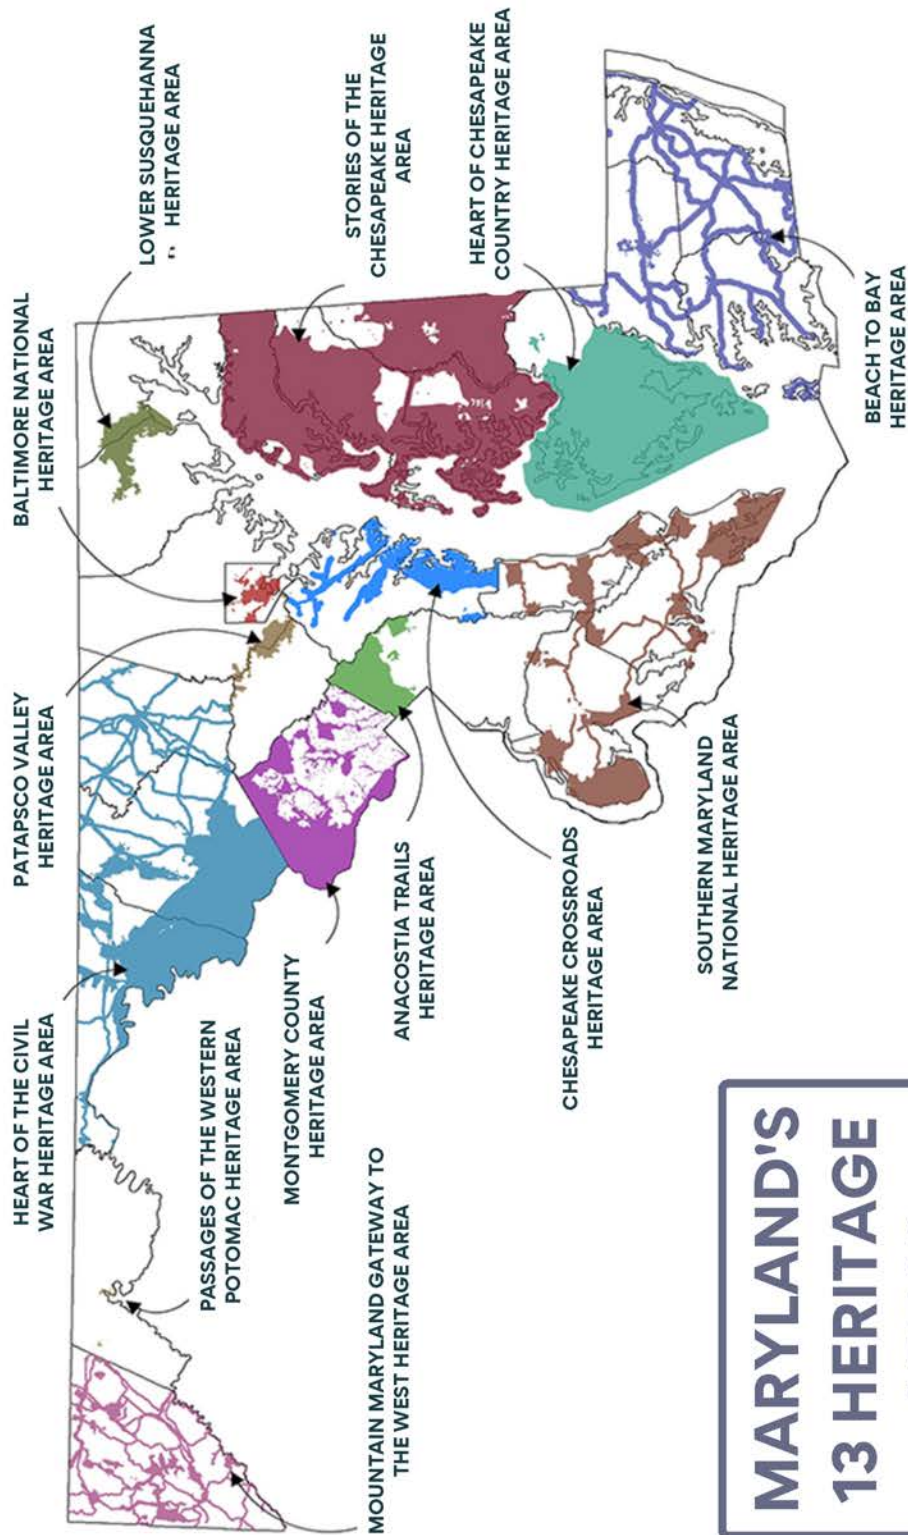 HEART OF THE CIVIL
WAR HERITAGE AREA
PATAPSCO VALLEY
HERITAGE AREA
BALTIMORE NATIONAL
HERITAGE AREA
LOWER SUSQUEHANNA
HERITAGE AREA
STORIES OF THE
CHESAPEAKE HERITAGE
AREA
HEART OF CHESAPEAKE
COUNTRY HERITAGE AREA
PASSAGES OF THE WESTERN
POTOMAC HERITAGE AREA
MONTGOMERY COUNTY
HERITAGE AREA
MOUNTAIN MARYLAND GATEWAY TO
THE WEST HERITAGE AREA
ANACOSTIA TRAILS
HERITAGE AREA
CHESAPEAKE CROSSROADS
HERITAGE AREA
SOUTHERN MARYLAND
NATIONAL HERITAGE AREA
BEACH TO BAY
HERITAGE AREA
MARYLAND'S
13 HERITAGE